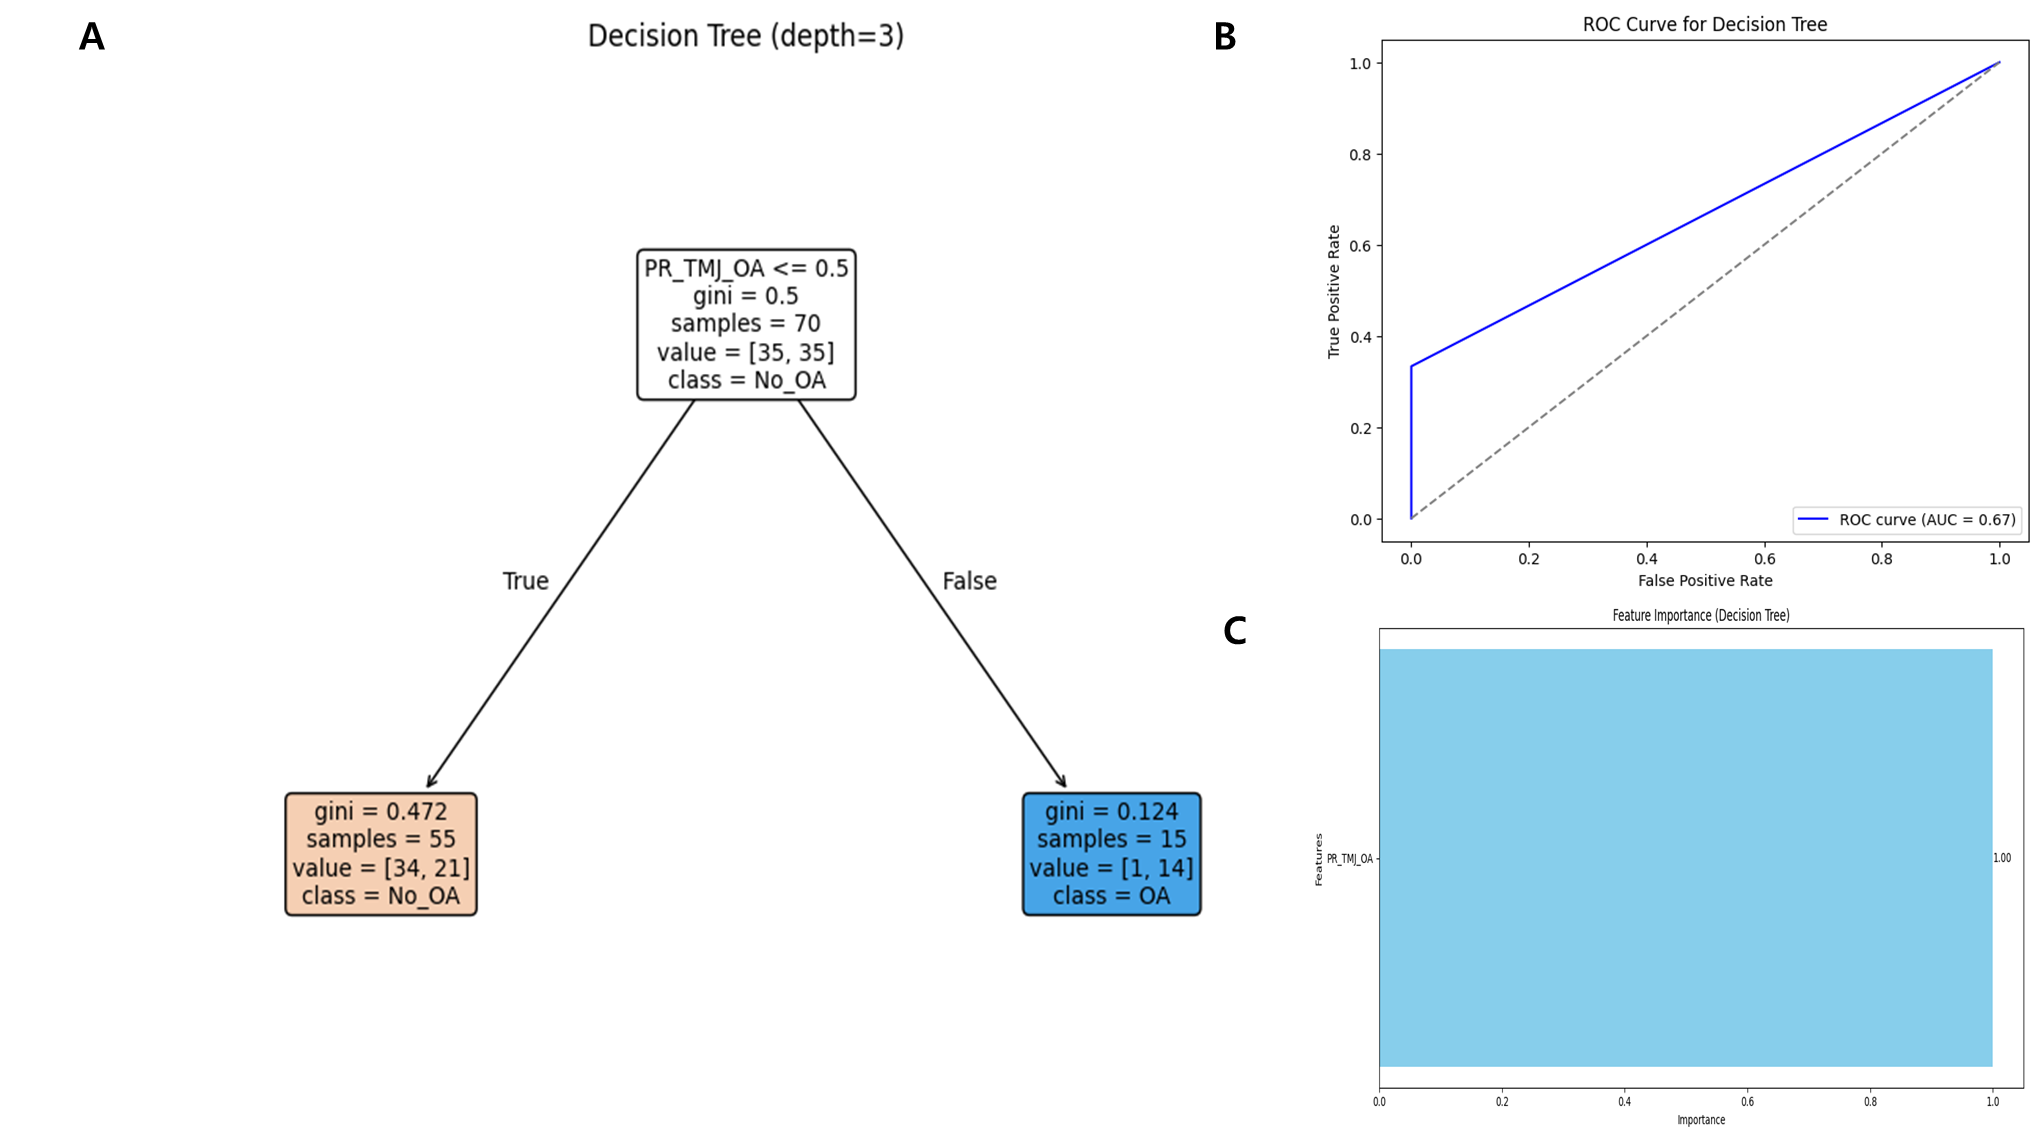 A
Decision Tree (depth=3)
PR_TMJ_OA <= 0.5
gini = 0.5
samples = 70
value = [35, 35]
class = No_OA
True
False
gini = 0.472
samples = 55
value = [34, 21]
class = No_OA
gini = 0.124
samples = 15
value = [1, 14]
class = OA
B
ROC Curve for Decision Tree
True Positive Rate
1.0
0.8
0.6
0.4
0.2
0.0
ROC curve (AUC = 0.67)
0.0 0.2 0.4 0.6 0.8 1.0
False Positive Rate
C
Feature Importance (Decision Tree)
Features
PR_TMJ_OA
1.00
0.0 0.2 0.4 0.6 0.8 1.0
Importance